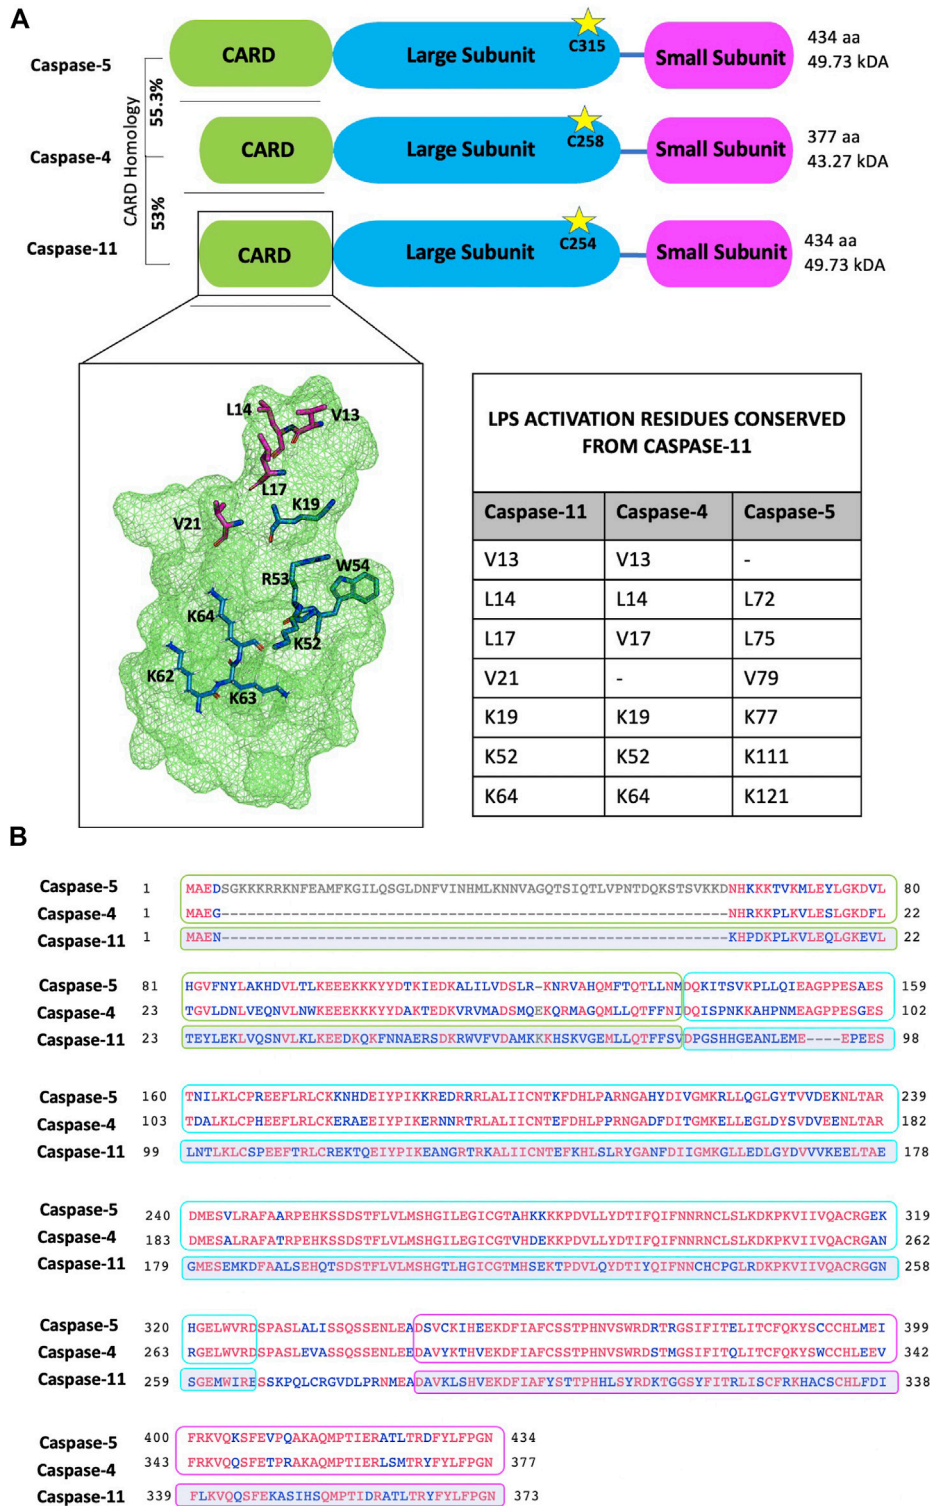 A
Caspase-5
CARD
Large Subunit
C315
Small Subunit
434 aa
49.73 kDA
CARD Homology
55.3%
Caspase-4
CARD
Large Subunit
C258
Small Subunit
377 aa
43.27 kDA
53%
Caspase-11
CARD
Large Subunit
C254
Small Subunit
434 aa
49.73 kDA
L14
V13
L17
K19
V21
R53
W54
K64
K52
K62
K63
LPS ACTIVATION RESIDUES CONSERVED
FROM CASPASE-11
Caspase-11 Caspase-4 Caspase-5
V13 V13 -
L14 L14 L72
L17 V17 L75
V21 - V79
K19 K19 K77
K52 K52 K111
K64 K64 K121
B
Caspase-5 1 MAEDSGKKKRRKNFEAMFKGILQSGLDNFVINHMLKNNVAGQTSIQTLVPNTDQKSTSVKKDNHKKKTVKMLEYLGKDVL 80
Caspase-4 1 MAEG----------------------------------------------------------NHRKKPLKVLESLGKDFL 22
Caspase-11 1 MAEN----------------------------------------------------------KHPDKPLKVLEQLGKEVL 22
Caspase-5 81 HGVFNYLAKHDVLTLKEEEKKKYYDTKIEDKALILVDSLR-KNRVAHQMFTQTLLNMDQKITSVKPLLQIEAGPPESAES 159
Caspase-4 23 TGVLDNLVEQNVLNWKEEEKKKYYDAKTEDKVRVMADSMQEKQRMAGQMLLQTFFNIDQISPNKKAHPNMEAGPPESGES 102
Caspase-11 23 TEYLEKLVQSNVLKLKEEDKQKFNNAERSDKRWVFVDAMKKKHSKVGEMLLQTFFSVDPGSHHGEANLEME----EPEES 98
Caspase-5 160 TNILKLCPREEFLRLCKKNHDEIYPIKKREDRRRLALIICNTKFDHLPARNGAHYDIVGMKRLLQGLGYTVVDEKNLTAR 239
Caspase-4 103 TDALKLCPHEEFLRLCKERAEEIYPIKERNNRTRLALIICNTEFDHLPPRNGADFDITGMKELLEGLDYSVDVEENLTAR 182
Caspase-11 99 LNTLKLCSPEEFTRLCREKTQEIYPIKEANGRTRKALIICNTEFKHLSLRYGANFDIIGMKGLLEDLGYDVVVKEELTAE 178
Caspase-5 240 DMESVLRAFAARPEHKSSDSTFLVLMSHGILEGICGTAHKKKKPDVLLYDTIFQIFNNRNCLSLKDKPKVIIVQACRGEK 319
Caspase-4 183 DMESALRAFATRPEHKSSDSTFLVLMSHGILEGICGTVHDEKKPDVLLYDTIFQIFNNRNCLSLKDKPKVIIVQACRGAN 262
Caspase-11 179 GMESEMKDFAALSEHQTSDSTFLVLMSHGTLHGICGTMHSEKTPDVLQYDTIYQIFNNCHCPGLRDKPKVIIVQACRGGN 258
Caspase-5 320 HGELWVRDSPASLALISSQSSENLEADSVCKIHEEKDFIAFCSSTPHNVSWRDRTRGSIFITELITCFQKYSCCCHLMEI 399
Caspase-4 263 RGELWVRDSPASLEVASSQSSENLEEDAVYKTHVEKDFIAFCSSTPHNVSWRDSTMGSIFITQLITCFQKYSWCCHLEEV 342
Caspase-11 259 SGEMWIRESSKPQLCRGVDLPRNMEADAVKLSHVEKDFIAFYSTTPHHLSYRDKTGGSYFITRLISCFRKHACSCHLFDI 338
Caspase-5 400 FRKVQKSFEVPQAKAQMPTIERATLTRDFYLFPGN 434
Caspase-4 343 FRKVQQSFETPRAKAQMPTIERLSMTRYFYLFPGN 377
Caspase-11 339 FLKVQQSFEKASIHSQMPTIDRATLTRYFYLFPGN 373